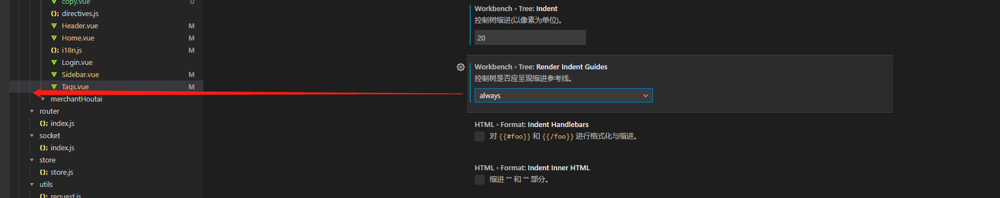 copy.vue U
directives.js
Header.vue M
Home.vue M
i18n.js M
Login.vue
Sidebar.vue M
Tags.vue M
merchantHoutai
router
index.js
socket
index.js
store
store.js
utils
request.js
Workbench › Tree: Indent
控制树缩进(以像素为单位)。
20
Workbench › Tree: Render Indent Guides
控制树是否应呈现缩进参考线。
always
HTML › Format: Indent Handlebars
对 {{#foo}} 和 {{/foo}} 进行格式化与缩进。
HTML › Format: Indent Inner HTML
缩进 "" 和 "" 部分。